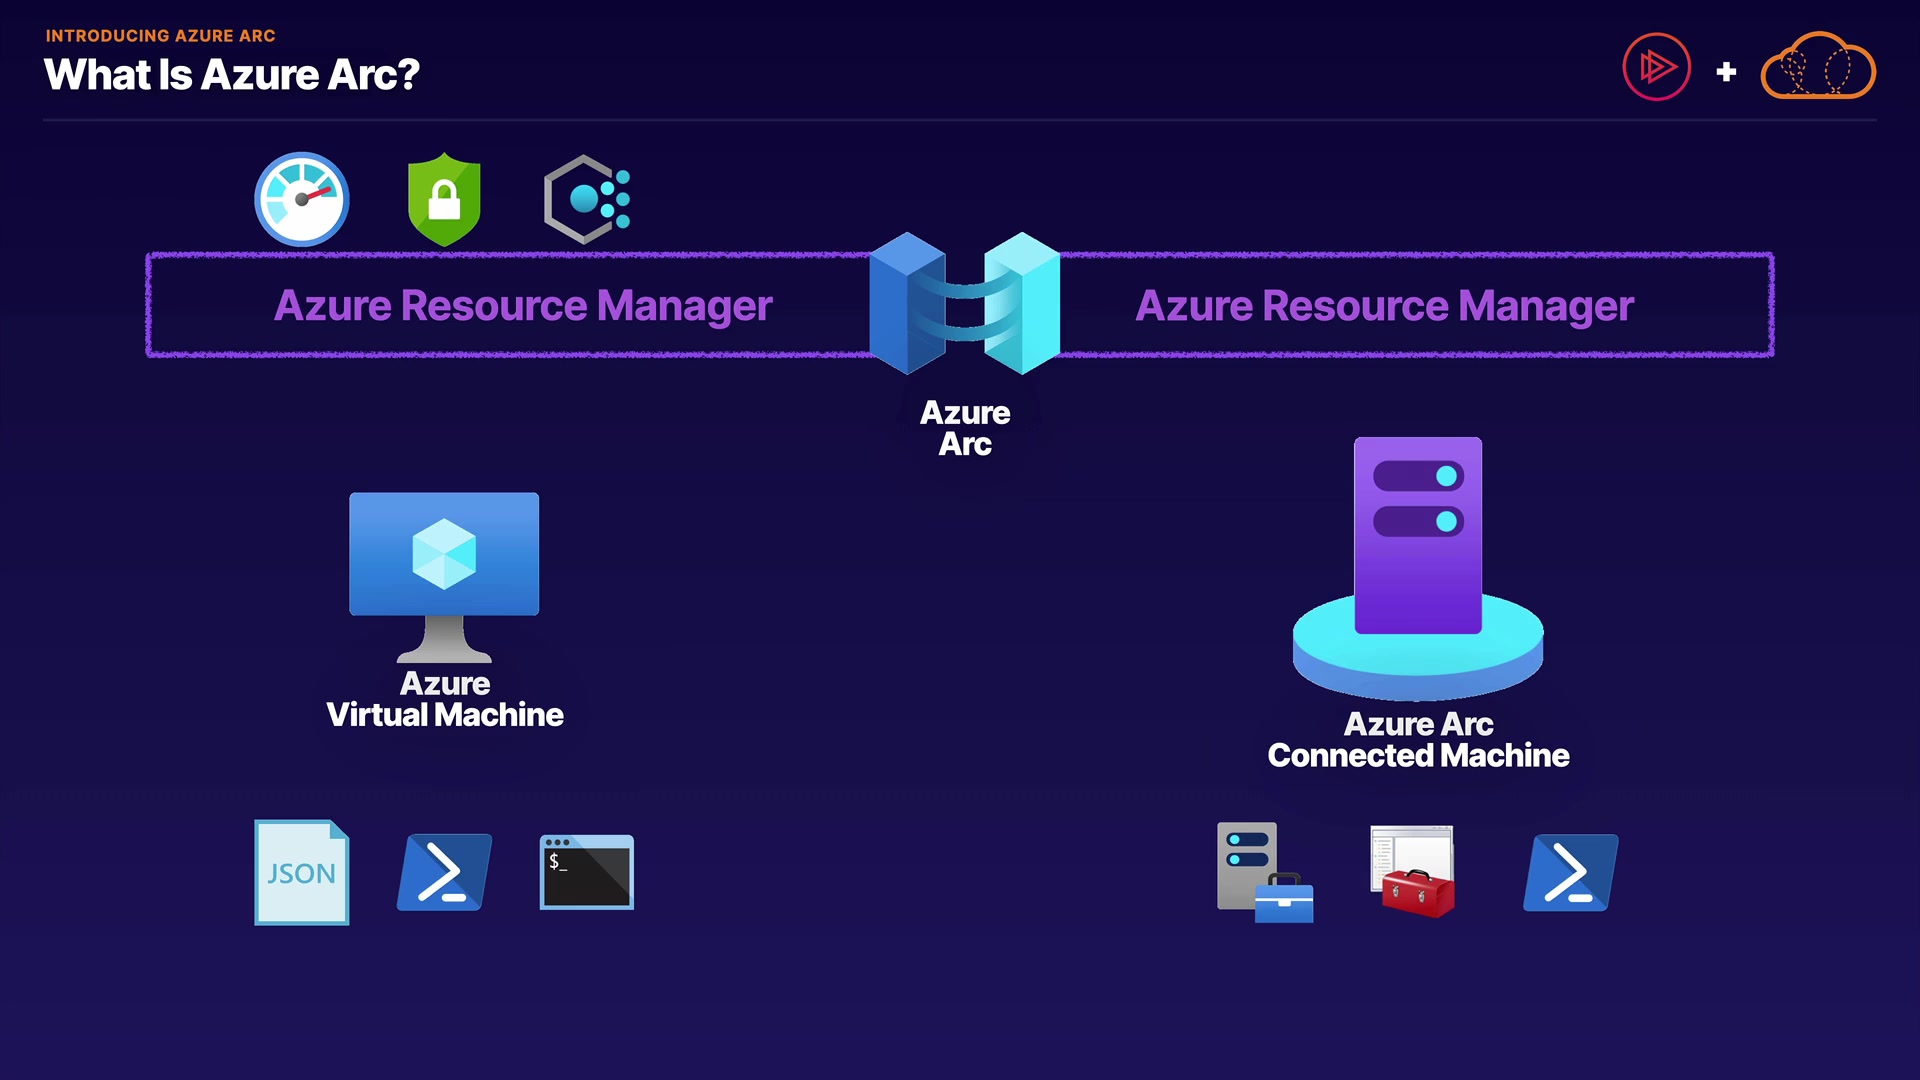 INTRODUCING AZURE ARC
What Is Azure Arc?
Azure Resource Manager
Azure Resource Manager
Azure
Arc
Azure
Virtual Machine
Azure Arc
Connected Machine
JSON
$_